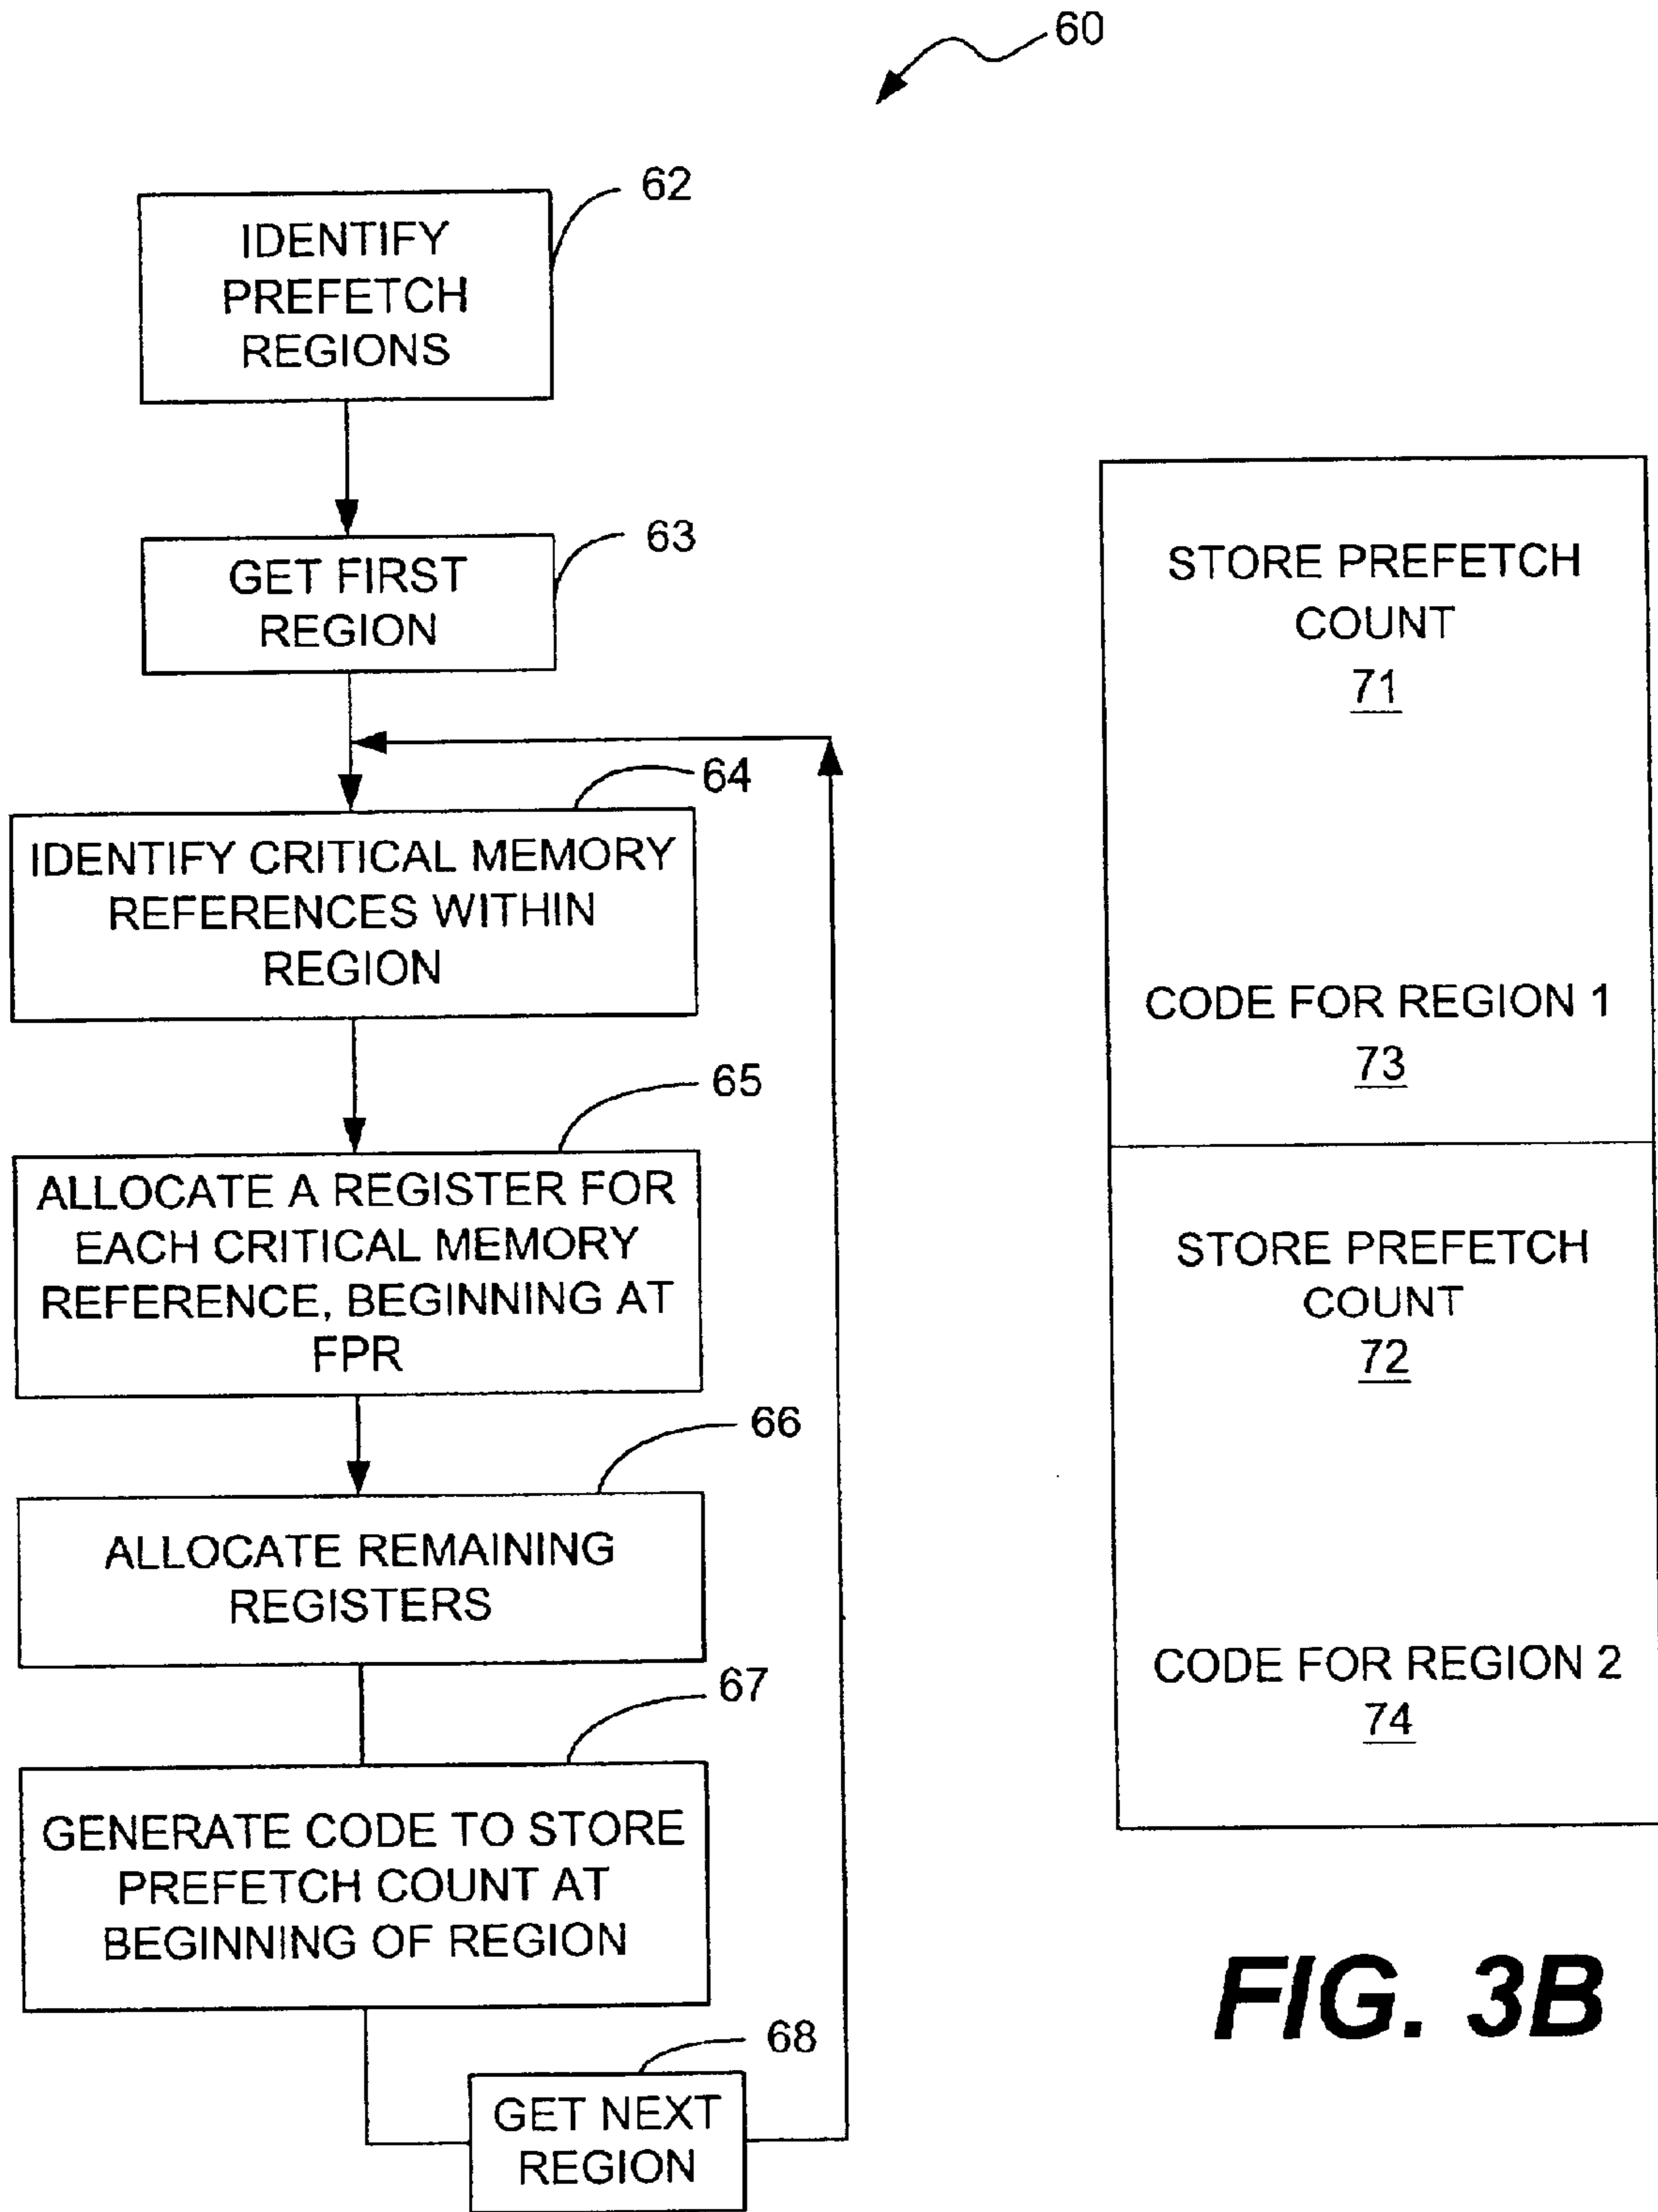 60
62
IDENTIFY
PREFETCH
REGIONS
63
GET FIRST
REGION
64
IDENTIFY CRITICAL MEMORY
REFERENCES WITHIN
REGION
65
ALLOCATE A REGISTER FOR
EACH CRITICAL MEMORY
REFERENCE, BEGINNING AT
FPR
66
ALLOCATE REMAINING
REGISTERS
67
GENERATE CODE TO STORE
PREFETCH COUNT AT
BEGINNING OF REGION
68
GET NEXT
REGION
STORE PREFETCH
COUNT
71
CODE FOR REGION 1
73
STORE PREFETCH
COUNT
72
CODE FOR REGION 2
74
FIG. 3B